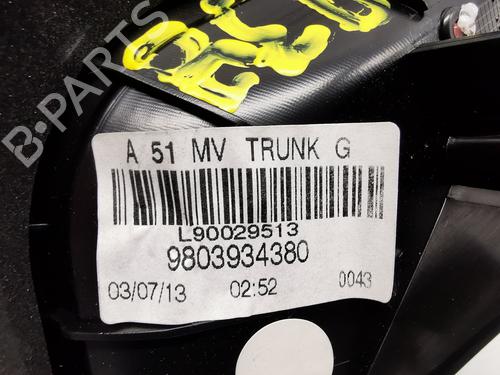 B-PARTS
A 51 MV TRUNK G
L90029513
9803934380
03/07/13 02:52 0043